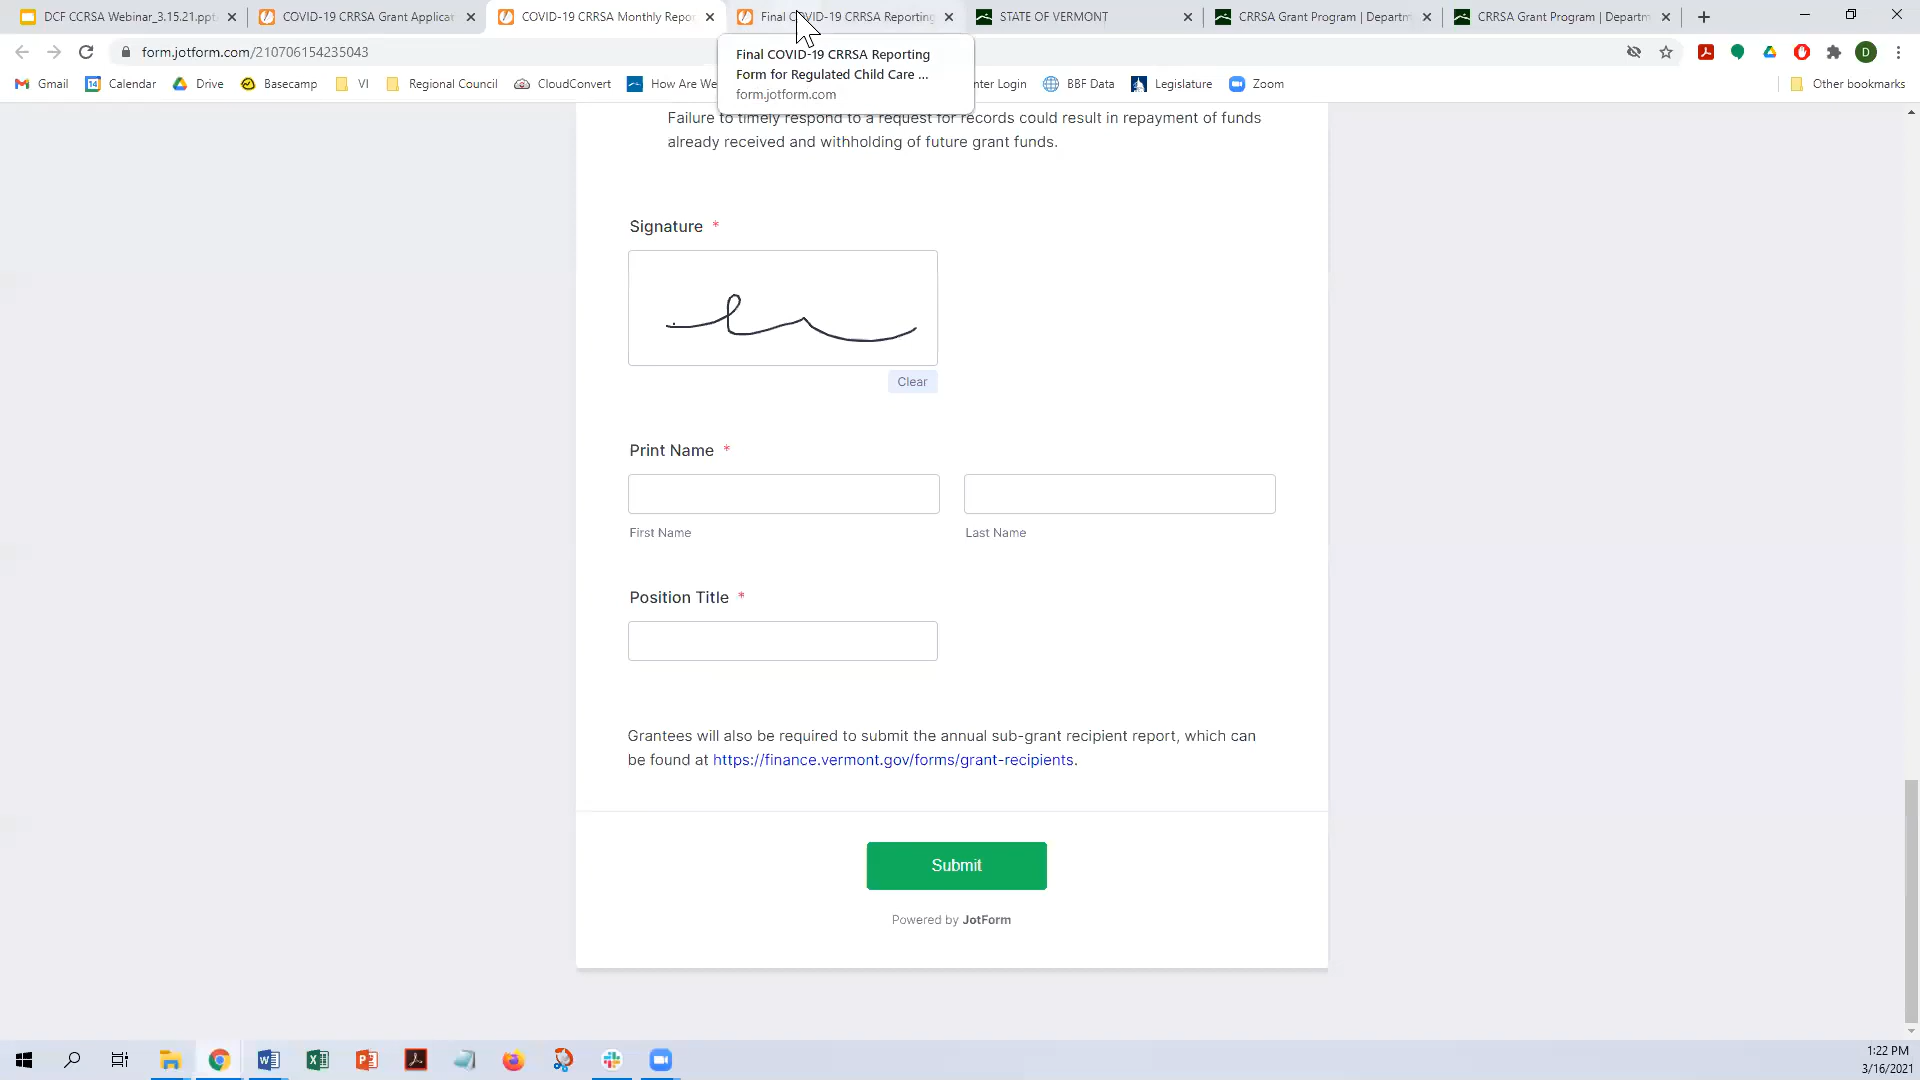 DCF CCRSA Webinar_3.15.21.ppt
COVID-19 CRRSA Grant Applicat
COVID-19 CRRSA Monthly Repor
Final COVID-19 CRRSA Reporting
STATE OF VERMONT
CRRSA Grant Program | Departm
CRRSA Grant Program | Departm
form.jotform.com/210706154235043
D
Final COVID-19 CRRSA Reporting
Form for Regulated Child Care ...
form.jotform.com
Gmail
14
Calendar
Drive
Basecamp
VI
Regional Council
CloudConvert
How Are We
nter Login
BBF Data
Legislature
Zoom
Other bookmarks
Failure to timely respond to a request for records could result in repayment of funds
already received and withholding of future grant funds.
Signature *
Clear
Print Name *
First Name
Last Name
Position Title *
Grantees will also be required to submit the annual sub-grant recipient report, which can
be found at https://finance.vermont.gov/forms/grant-recipients.
Submit
Powered by JotForm
1:22 PM
3/16/2021